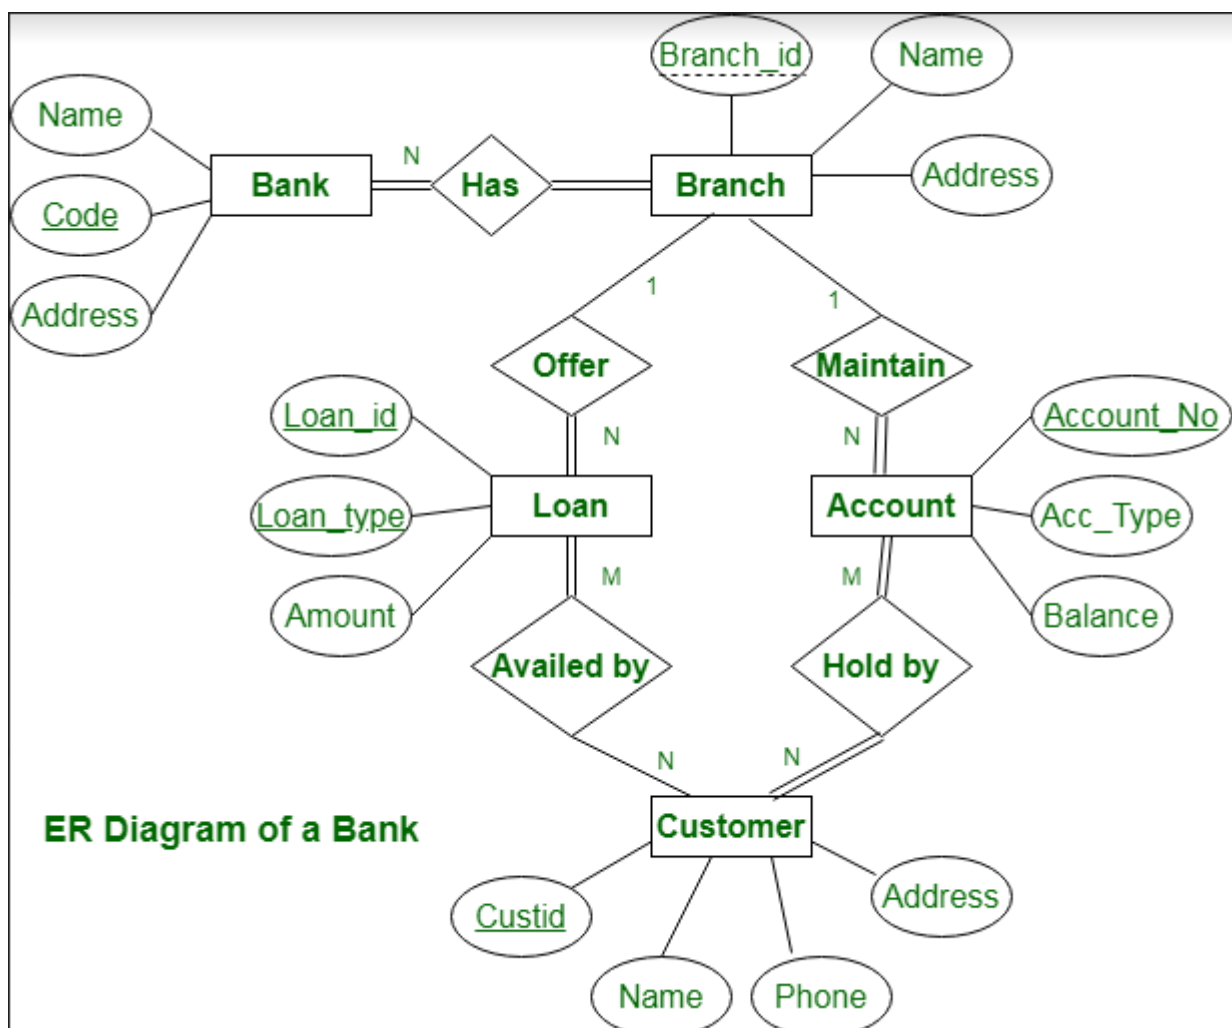 Branch_id
Name
Name
Bank
N
Has
Branch
Address
Code
Address
1
1
Offer
Maintain
Loan_id
N
N
Account_No
Loan_type
Loan
Account
Acc_Type
Amount
M
M
Balance
Availed by
Hold by
N
N
ER Diagram of a Bank
Customer
Custid
Address
Name
Phone